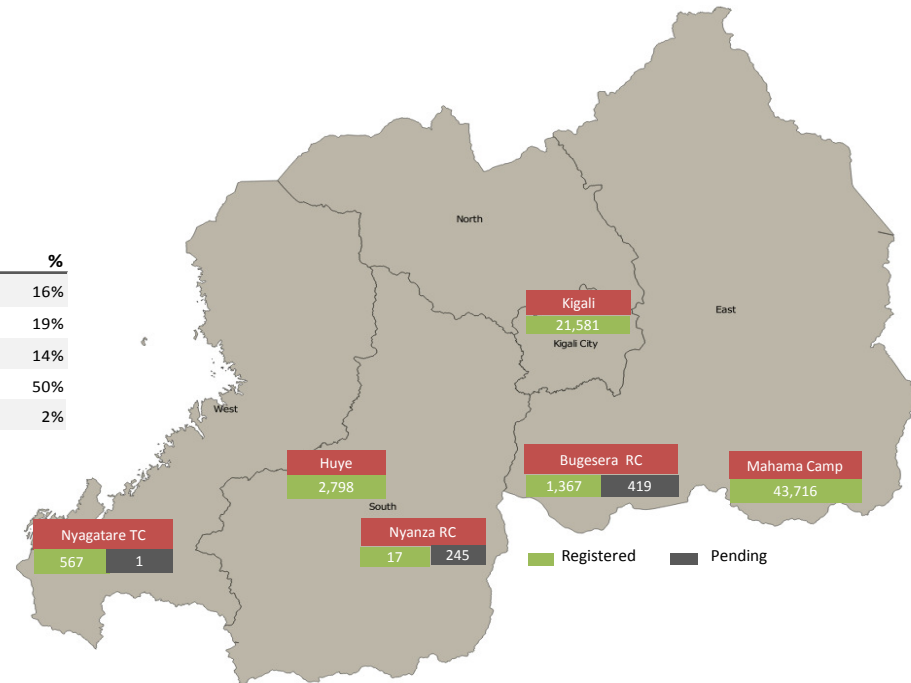 %
16%
19%
14%
50%
2%
North
Kigali
21,581
Kigali City
East
West
Huye
2,798
South
Bugesera RC
1,367 419
Mahama Camp
43,716
Nyagatare TC
567 1
Nyanza RC
17 245
Registered Pending